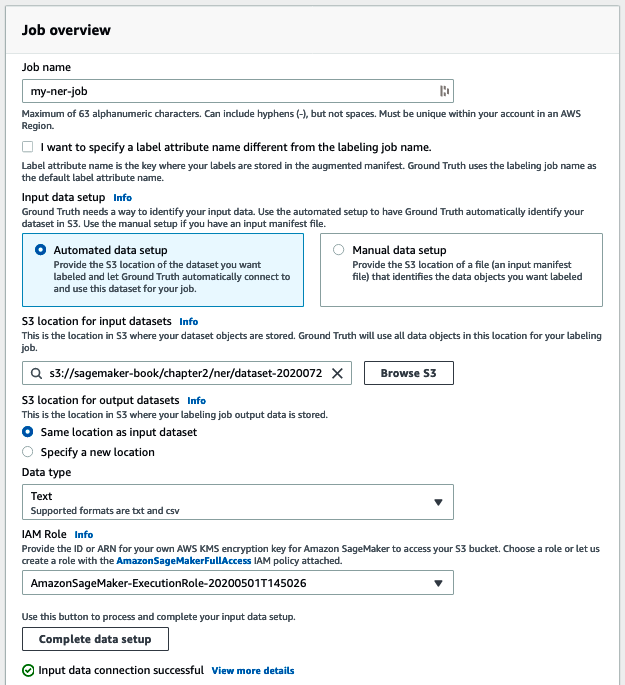 Job overview
Job name
my-ner-job
Maximum of 63 alphanumeric characters. Can include hyphens (-), but not spaces. Must be unique within your account in an AWS
Region.
I want to specify a label attribute name different from the labeling job name.
Label attribute name is the key where your labels are stored in the augmented manifest. Ground Truth uses the labeling job name as
the default label attribute name.
Input data setup Info
Ground Truth needs a way to identify your input data. Use the automated setup to have Ground Truth automatically identify your
dataset in S3. Use the manual setup if you have an input manifest file.
Automated data setup
Provide the S3 location of the dataset you want
labeled and let Ground Truth automatically connect to
and use this dataset for your job.
Manual data setup
Provide the S3 location of a file (an input manifest
file) that identifies the data objects you want labeled
S3 location for input datasets Info
This is the location in S3 where your dataset objects are stored. Ground Truth will use all data objects in this location for your labeling
job.
s3://sagemaker-book/chapter2/ner/dataset-2020072
Browse S3
S3 location for output datasets Info
This is the location in S3 where your labeling job output data is stored.
Same location as input dataset
Specify a new location
Data type
Text
Supported formats are txt and csv
IAM Role Info
Provide the ID or ARN for your own AWS KMS encryption key for Amazon SageMaker to access your S3 bucket. Choose a role or let us
create a role with the AmazonSageMakerFullAccess IAM policy attached.
AmazonSageMaker-ExecutionRole-20200501T145026
Use this button to process and complete your input data setup.
Complete data setup
Input data connection successful View more details